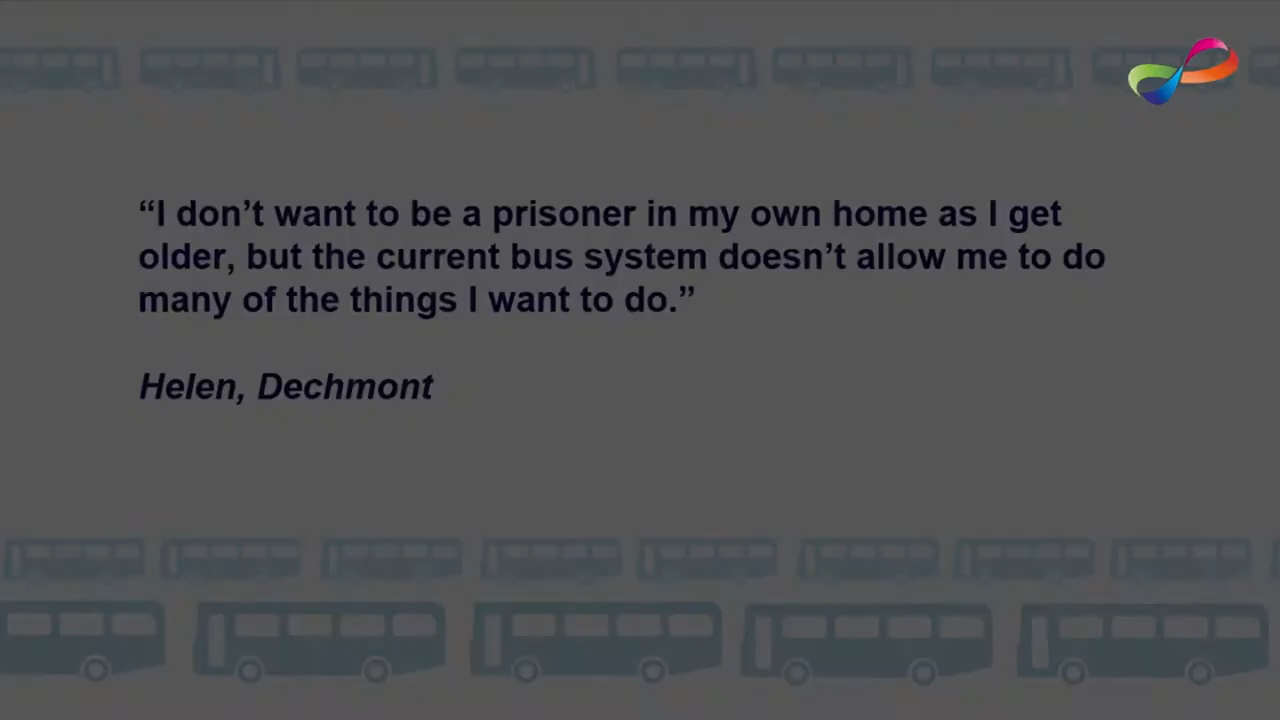 “I don’t want to be a prisoner in my own home as I get
older, but the current bus system doesn’t allow me to do
many of the things I want to do.”
Helen, Dechmont